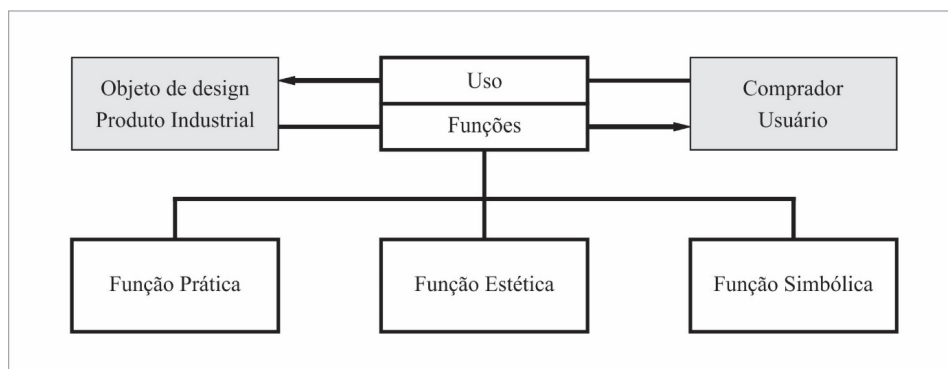 Objeto de design
Produto Industrial
Uso
Funções
Comprador
Usuário
Função Prática
Função Estética
Função Simbólica